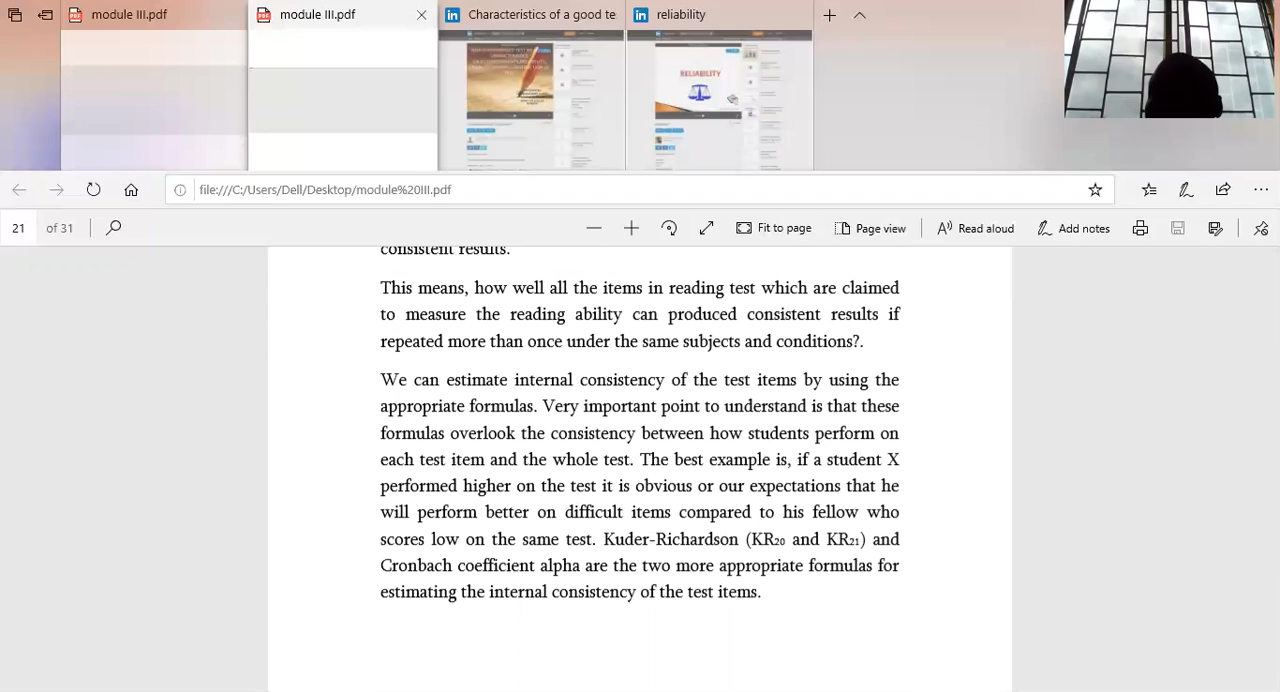 module III.pdf
module III.pdf
Characteristics of a good te
reliability
RELIABILITY
file:///C:/Users/Dell/Desktop/module%20III.pdf
21 of 31
Fit to page
Page view
Read aloud
Add notes
consistent results.
This means, how well all the items in reading test which are claimed
to measure the reading ability can produced consistent results if
repeated more than once under the same subjects and conditions?.
We can estimate internal consistency of the test items by using the
appropriate formulas. Very important point to understand is that these
formulas overlook the consistency between how students perform on
each test item and the whole test. The best example is, if a student X
performed higher on the test it is obvious or our expectations that he
will perform better on difficult items compared to his fellow who
scores low on the same test. Kuder-Richardson (KR₂₀ and KR₂₁) and
Cronbach coefficient alpha are the two more appropriate formulas for
estimating the internal consistency of the test items.